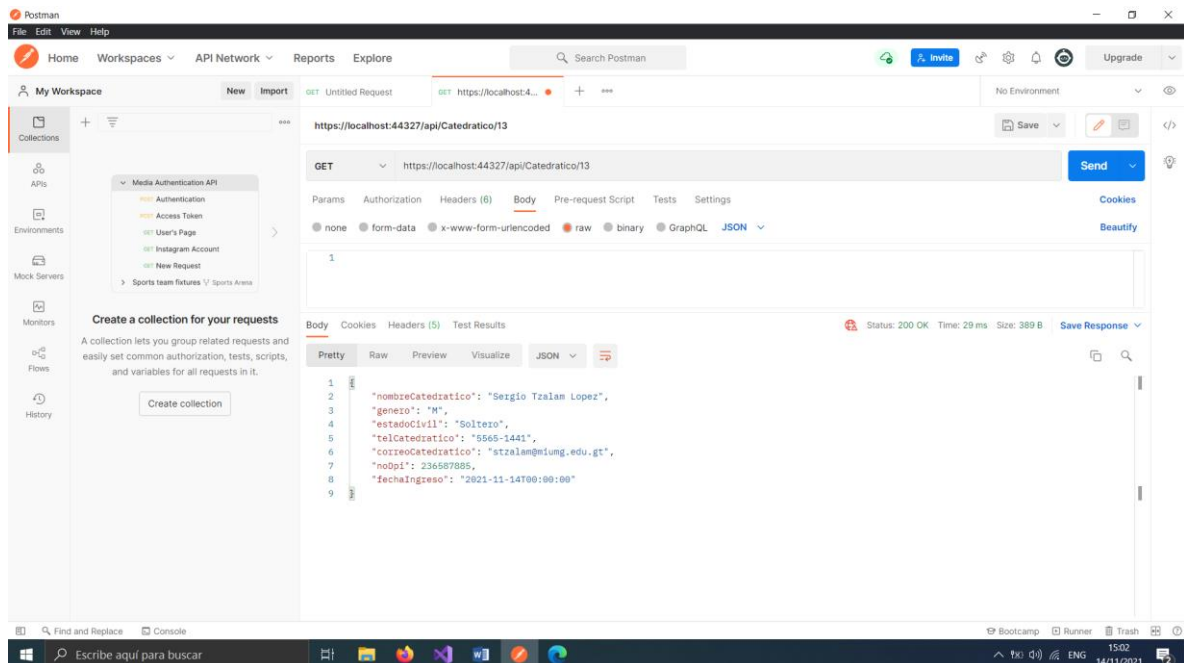 Postman
File Edit View Help
Home Workspaces API Network Reports Explore Search Postman Invite Upgrade
My Workspace New Import GET Untitled Request GET https://localhost:4... No Environment
Collections
APIs
Environments
Mock Servers
Monitors
Flows
History
Media Authentication API
POST Authentication
POST Access Token
GET User's Page
GET Instagram Account
GET New Request
Sports team fixtures Sports Arena
Create a collection for your requests
A collection lets you group related requests and
easily set common authorization, tests, scripts,
and variables for all requests in it.
Create collection
https://localhost:44327/api/Catedratico/13 Save
GET https://localhost:44327/api/Catedratico/13 Send
Params Authorization Headers (6) Body Pre-request Script Tests Settings Cookies
none form-data x-www-form-urlencoded raw binary GraphQL JSON Beautify
1
Body Cookies Headers (5) Test Results Status: 200 OK Time: 29 ms Size: 389 B Save Response
Pretty Raw Preview Visualize JSON
1 {
2 "nombreCatedratico": "Sergio Tzalam Lopez",
3 "genero": "M",
4 "estadoCivil": "Soltero",
5 "telCatedratico": "5565-1441",
6 "correoCatedratico": "stzalam@miumg.edu.gt",
7 "noDpi": 236587885,
8 "fechaIngreso": "2021-11-14T00:00:00"
9 }
Find and Replace Console Bootcamp Runner Trash
Escribe aquí para buscar ENG 15:02
14/11/2021